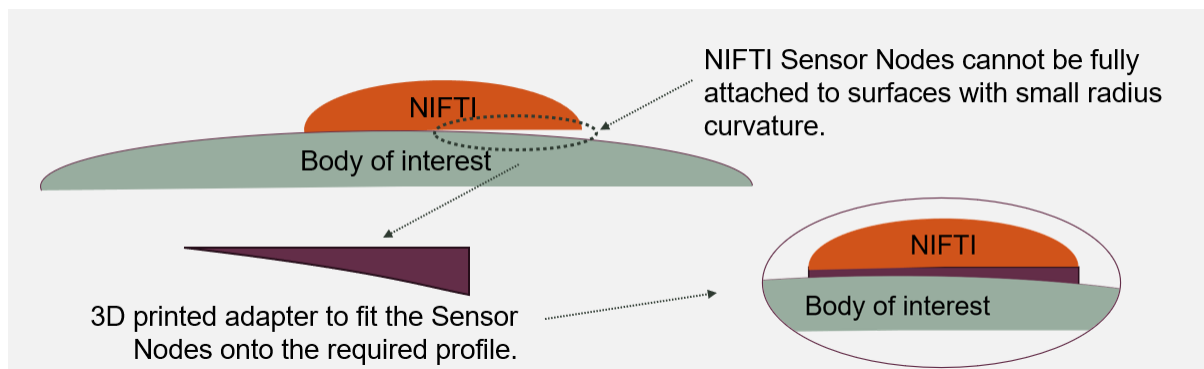 NIFTI Sensor Nodes cannot be fully
attached to surfaces with small radius
curvature.
NIFTI
Body of interest
3D printed adapter to fit the Sensor
Nodes onto the required profile.
NIFTI
Body of interest